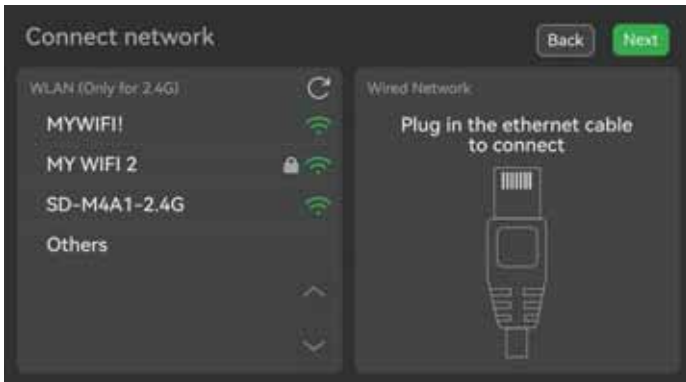 Connect network
Back
Next
WLAN (Only for 2.4G)
MYWIFI!
MY WIFI 2
SD-M4A1-2.4G
Others
Wired Network
Plug in the ethernet cable
to connect